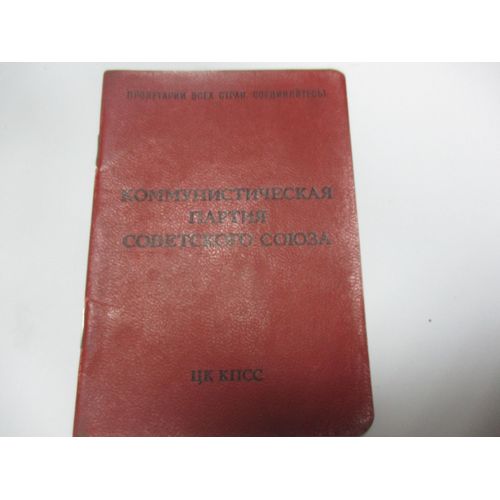 ПРОЛЕТАРИИ ВСЕХ СТРАН, СОЕДИНЯЙТЕСЬ!
КОММУНИСТИЧЕСКАЯ
ПАРТИЯ
СОВЕТСКОГО СОЮЗА
ЦК КПСС